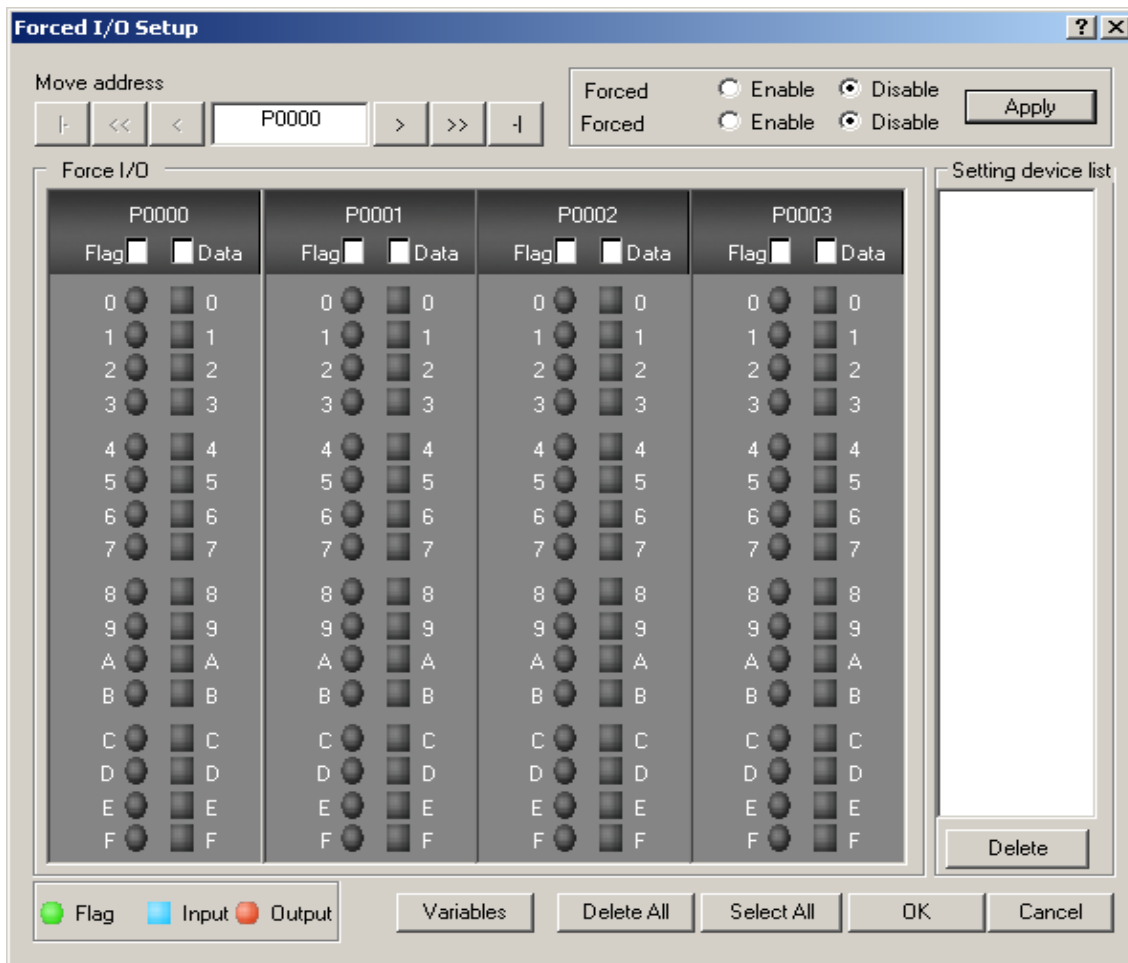 Forced I/O Setup
Move address
|- << < P0000 > >> -|
Forced Enable Disable
Forced Enable Disable
Apply
Force I/O
Setting device list
P0000 P0001 P0002 P0003
Flag Data Flag Data Flag Data Flag Data
0 0 0 0 0 0 0 0
1 1 1 1 1 1 1 1
2 2 2 2 2 2 2 2
3 3 3 3 3 3 3 3
4 4 4 4 4 4 4 4
5 5 5 5 5 5 5 5
6 6 6 6 6 6 6 6
7 7 7 7 7 7 7 7
8 8 8 8 8 8 8 8
9 9 9 9 9 9 9 9
A A A A A A A A
B B B B B B B B
C C C C C C C C
D D D D D D D D
E E E E E E E E
F F F F F F F F
Delete
Flag Input Output
Variables Delete All Select All OK Cancel